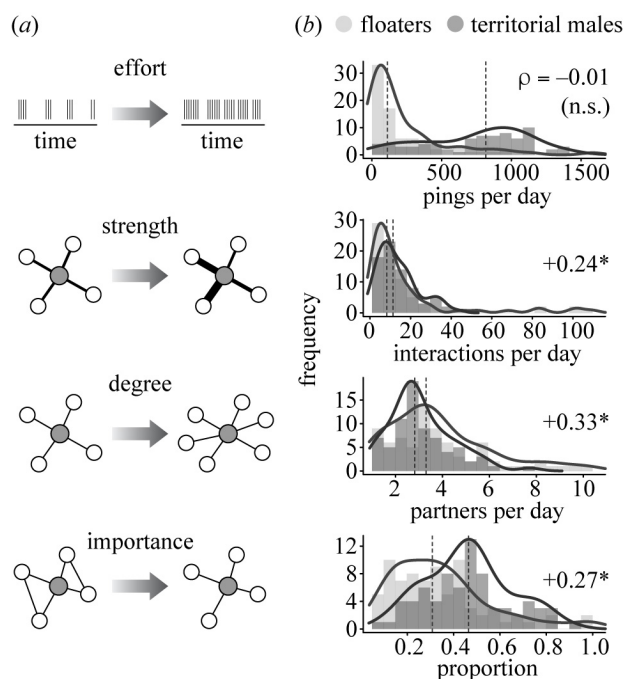 (a)
effort
time
time
strength
degree
importance
(b)
floaters
territorial males
frequency
30
20
10
0
ρ = –0.01
(n.s.)
0 500 1000 1500
pings per day
30
20
10
0
+0.24*
0 20 40 60 80 100
interactions per day
15
10
5
0
+0.33*
2 4 6 8 10
partners per day
12
8
4
0
+0.27*
0.2 0.4 0.6 0.8 1.0
proportion